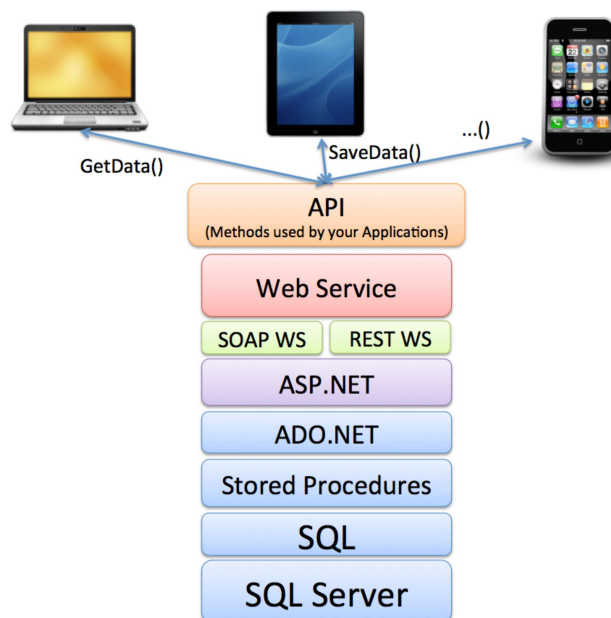 GetData()
SaveData()
...()
API
(Methods used by your Applications)
Web Service
SOAP WS
REST WS
ASP.NET
ADO.NET
Stored Procedures
SQL
SQL Server